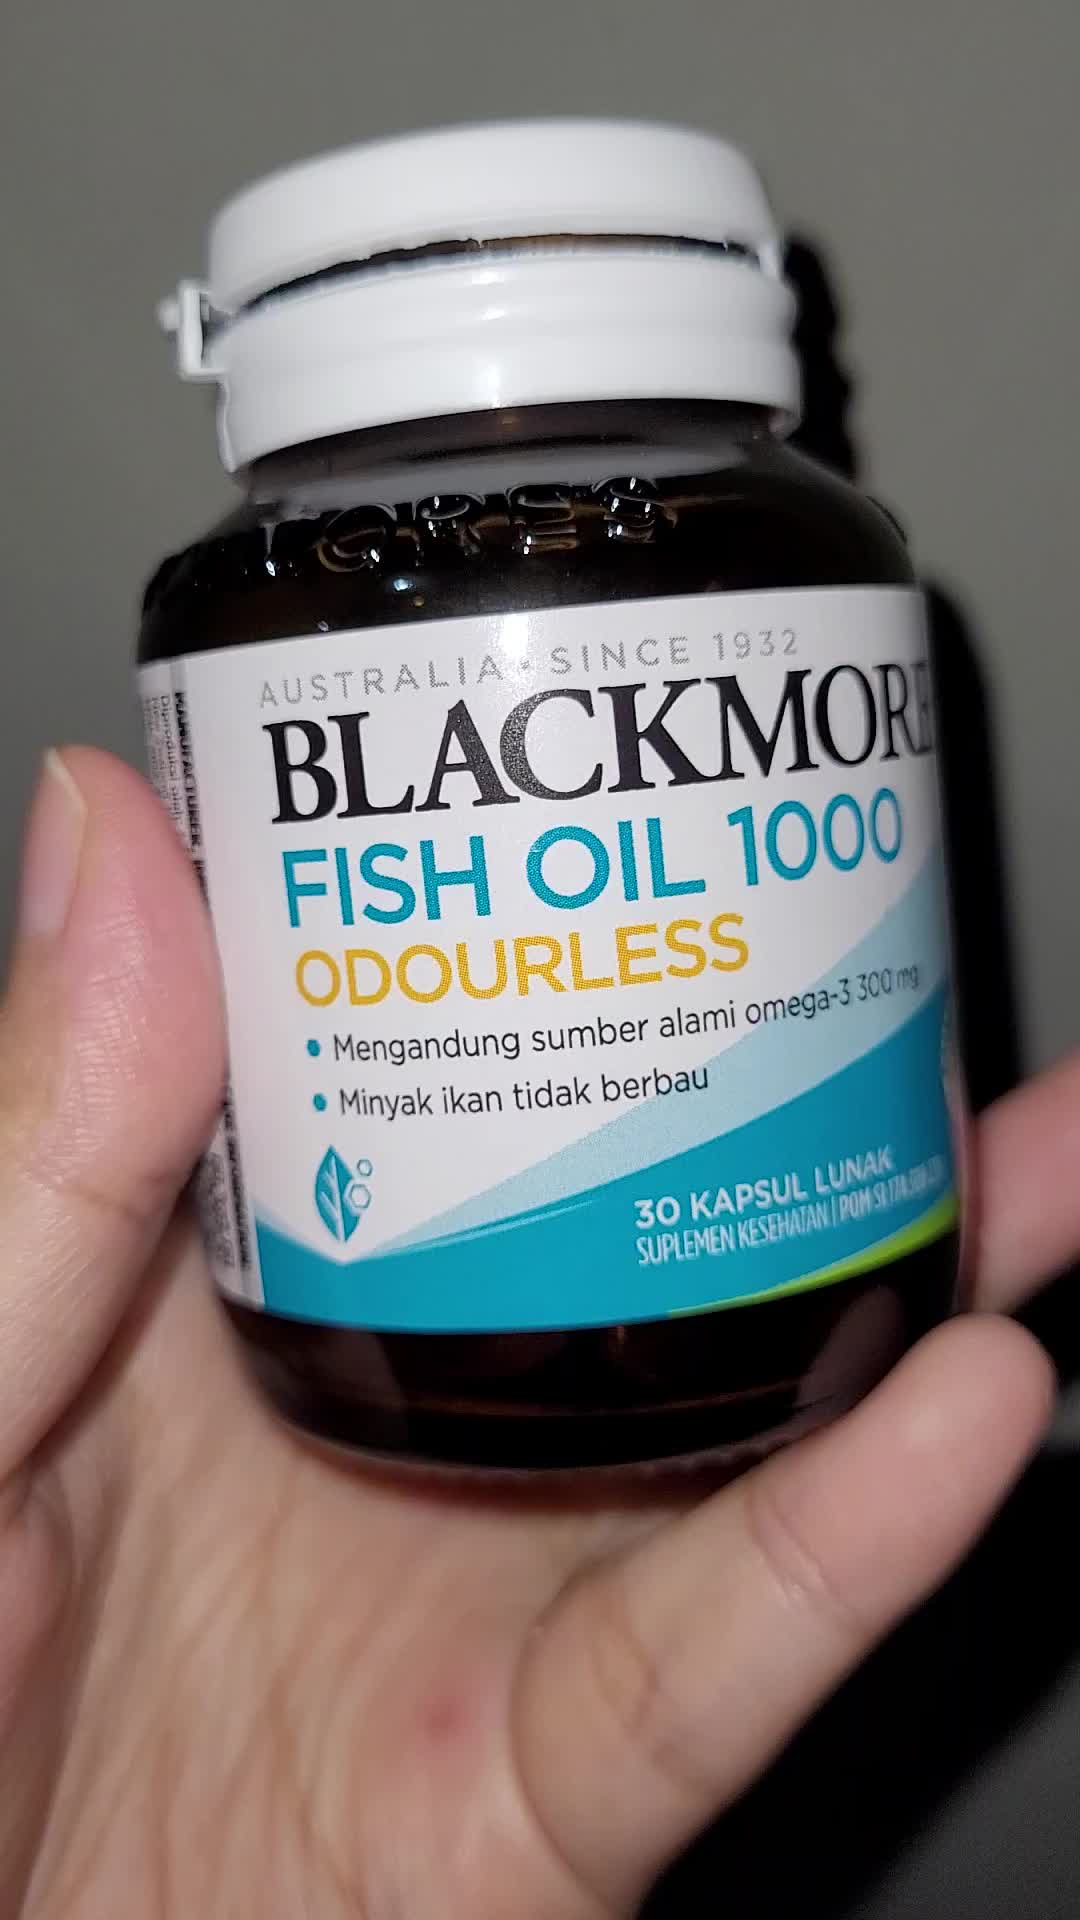 AUSTRALIA • SINCE 1932
BLACKMORE
FISH OIL 1000
ODOURLESS
• Mengandung sumber alami omega-3 300 mg
• Minyak ikan tidak berbau
30 KAPSUL LUNAK
SUPLEMEN KESEHATAN | POM